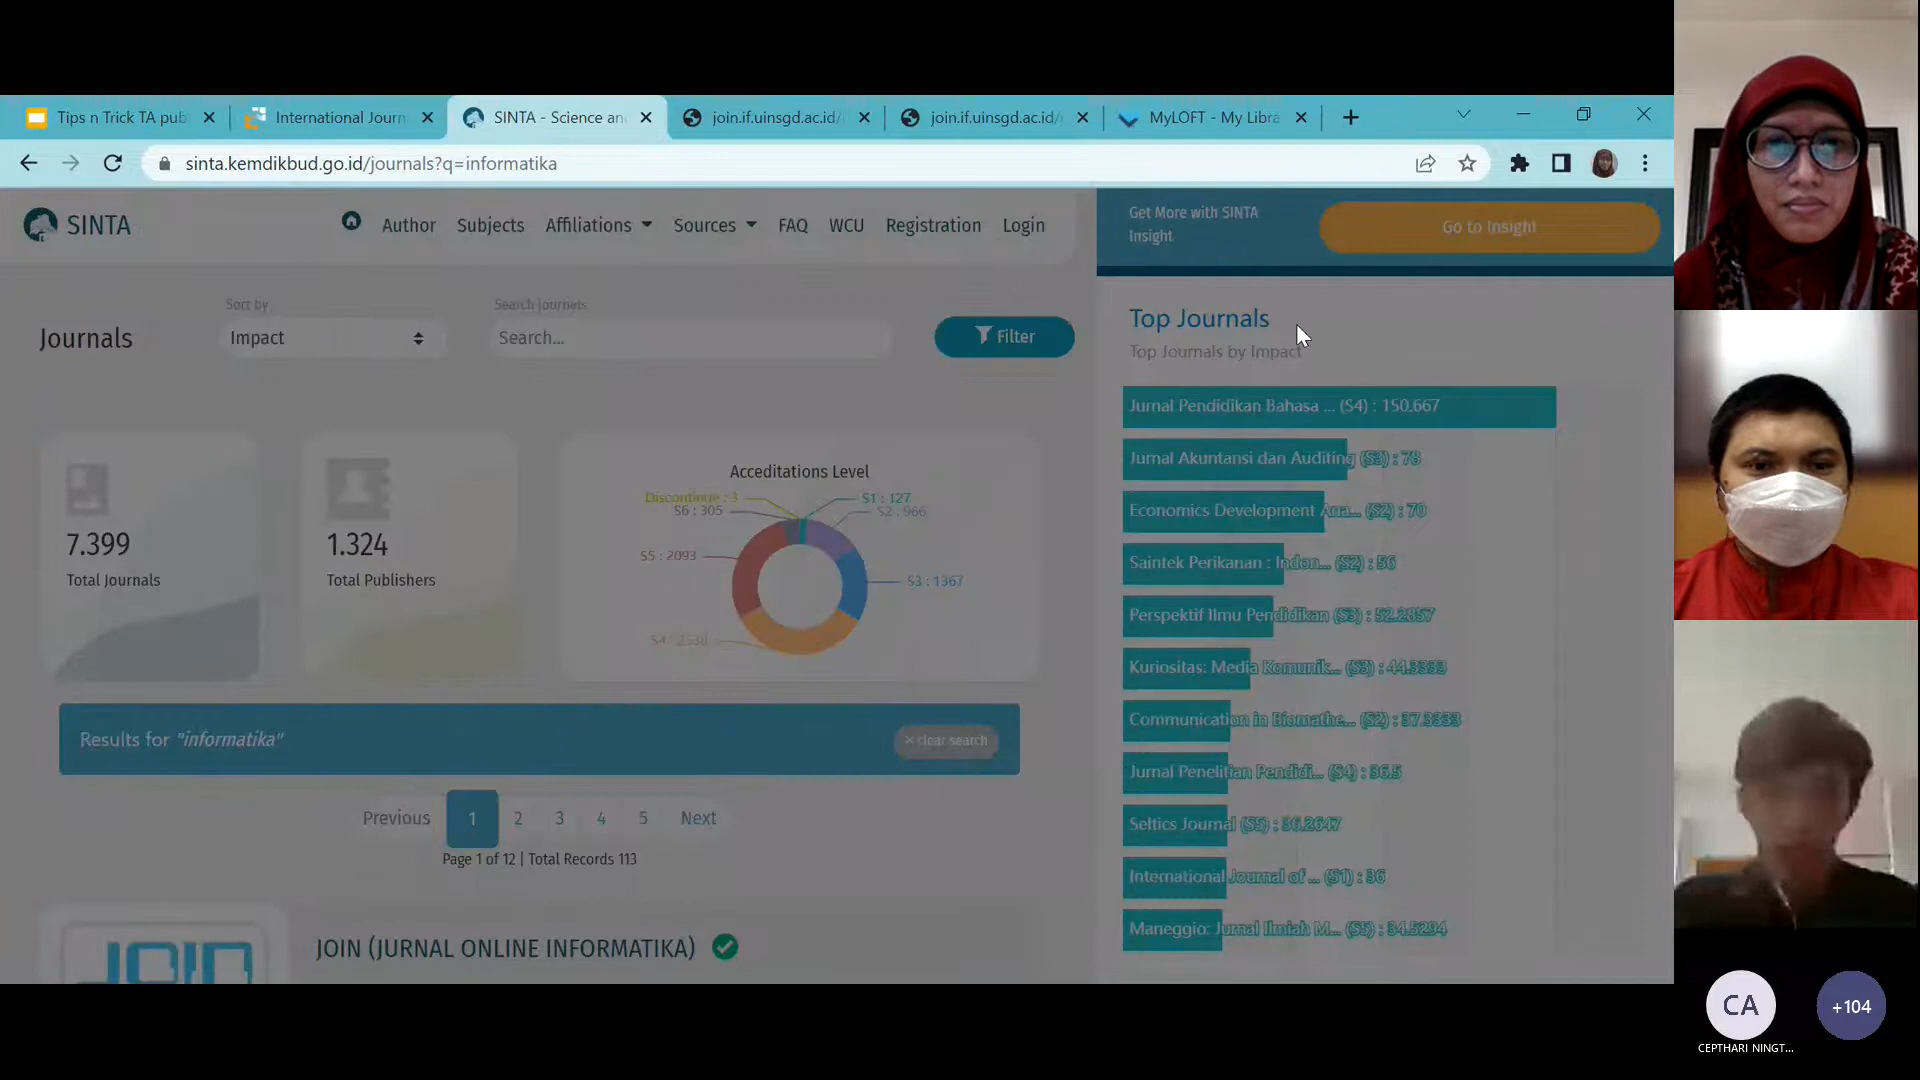 Tips n Trick TA pub
International Journ
SINTA - Science an
join.if.uinsgd.ac.id/
join.if.uinsgd.ac.id/
MyLOFT - My Libra
sinta.kemdikbud.go.id/journals?q=informatika
SINTA
Author Subjects Affiliations Sources FAQ WCU Registration Login
Get More with SINTA
Insight
Go to Insight
Journals
Sort by
Impact
Search journals
Search...
Filter
7.399
Total Journals
1.324
Total Publishers
Acceditations Level
Discontinue : 3
S1 : 127
S6 : 305
S2 : 966
S5 : 2093
S3 : 1367
S4 : 2538
Results for "informatika"
× clear search
Previous 1 2 3 4 5 Next
Page 1 of 12 | Total Records 113
JOIN
JOIN (JURNAL ONLINE INFORMATIKA)
Top Journals
Top Journals by Impact
Jurnal Pendidikan Bahasa ... (S4) : 150.667
Jurnal Akuntansi dan Auditing (S3) : 78
Economics Development Ana... (S2) : 70
Saintek Perikanan : Indon... (S2) : 56
Perspektif Ilmu Pendidikan (S3) : 52.2857
Kuriositas: Media Komunik... (S3) : 44.3333
Communication in Biomathe... (S2) : 37.3333
Jurnal Penelitian Pendidi... (S4) : 36.5
Seltics Journal (S5) : 36.2647
International Journal of ... (S1) : 36
Maneggio: Jurnal Ilmiah M... (S5) : 34.5294
CA
+104
CEPTHARI NINGT...